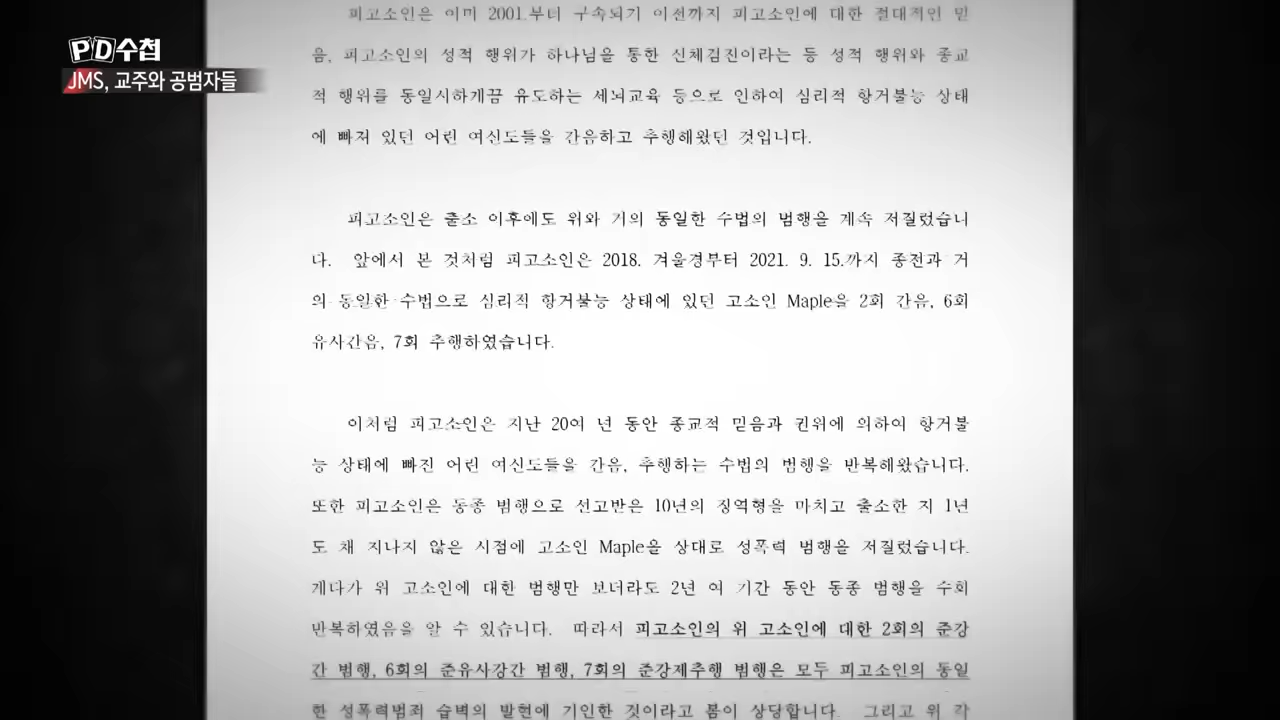 PD수첩
JMS, 교주와 공범자들
피고소인은 이미 2001.부터 구속되기 이전까지 피고소인에 대한 절대적인 믿
음, 피고소인의 성적 행위가 하나님을 통한 신체검진이라는 등 성적 행위와 종교
적 행위를 동일시하게끔 유도하는 세뇌교육 등으로 인하여 심리적 항거불능 상태
에 빠져 있던 어린 여신도들을 간음하고 추행해왔던 것입니다.
피고소인은 출소 이후에도 위와 거의 동일한 수법의 범행을 계속 저질렀습니
다. 앞에서 본 것처럼 피고소인은 2018. 겨울경부터 2021. 9. 15.까지 종전과 거
의 동일한 수법으로 심리적 항거불능 상태에 있던 고소인 Maple을 2회 간음, 6회
유사간음, 7회 추행하였습니다.
이처럼 피고소인은 지난 20여 년 동안 종교적 믿음과 권위에 의하여 항거불
능 상태에 빠진 어린 여신도들을 간음, 추행하는 수법의 범행을 반복해왔습니다.
또한 피고소인은 동종 범행으로 선고받은 10년의 징역형을 마치고 출소한 지 1년
도 채 지나지 않은 시점에 고소인 Maple을 상대로 성폭력 범행을 저질렀습니다.
게다가 위 고소인에 대한 범행만 보더라도 2년 여 기간 동안 동종 범행을 수회
반복하였음을 알 수 있습니다. 따라서 피고소인의 위 고소인에 대한 2회의 준강
간 범행, 6회의 준유사강간 범행, 7회의 준강제추행 범행은 모두 피고소인의 동일
한 성폭력범죄 습벽의 발현에 기인한 것이라고 봄이 상당합니다. 그리고 위 각